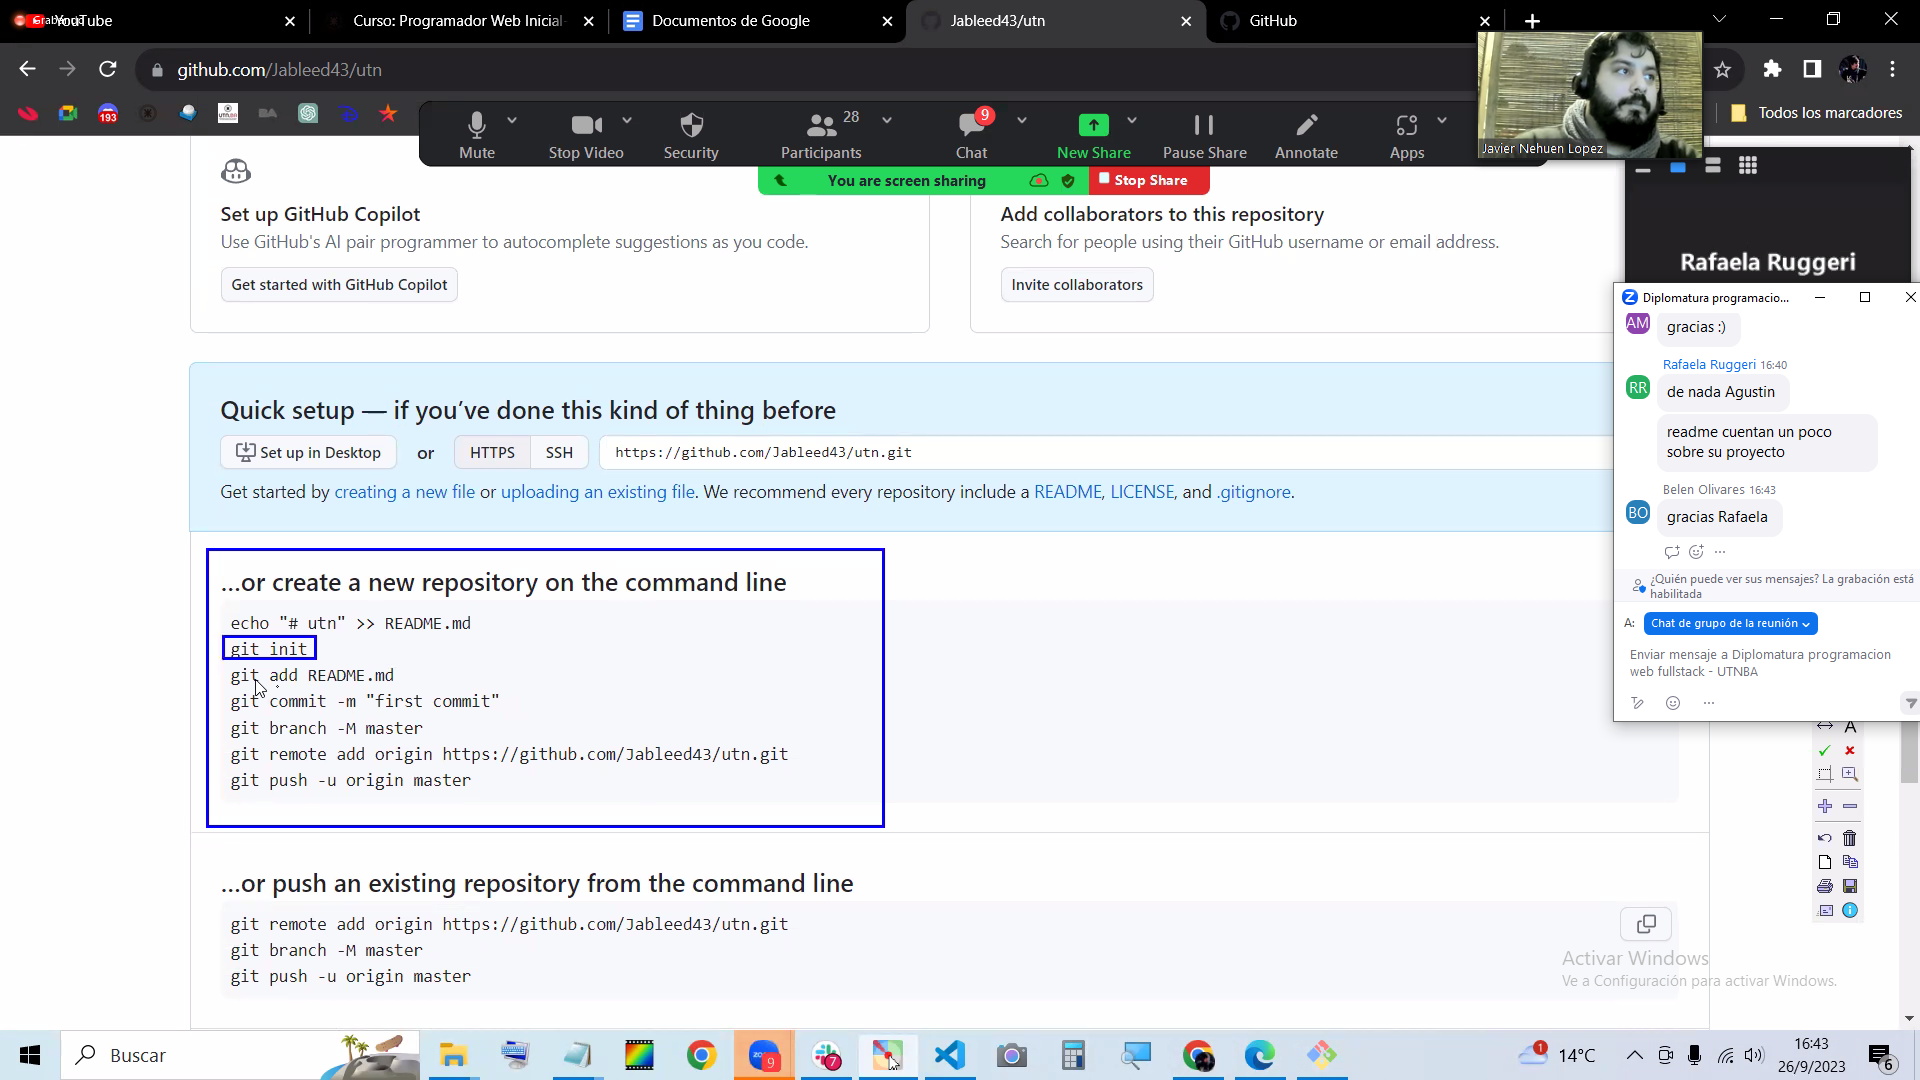 Grabando
YouTube
Curso: Programador Web Inicial
Documentos de Google
Jableed43/utn
GitHub
github.com/Jableed43/utn
193
DA
Todos los marcadores
Mute
Stop Video
Security
28
Participants
9
Chat
New Share
Pause Share
Annotate
Apps
Javier Nehuen Lopez
You are screen sharing
Stop Share
Rafaela Ruggeri
Set up GitHub Copilot
Use GitHub's AI pair programmer to autocomplete suggestions as you code.
Get started with GitHub Copilot
Add collaborators to this repository
Search for people using their GitHub username or email address.
Invite collaborators
Quick setup — if you’ve done this kind of thing before
Set up in Desktop
or
HTTPS
SSH
https://github.com/Jableed43/utn.git
Get started by creating a new file or uploading an existing file. We recommend every repository include a README, LICENSE, and .gitignore.
…or create a new repository on the command line
echo "# utn" >> README.md
git init
git add README.md
git commit -m "first commit"
git branch -M master
git remote add origin https://github.com/Jableed43/utn.git
git push -u origin master
…or push an existing repository from the command line
git remote add origin https://github.com/Jableed43/utn.git
git branch -M master
git push -u origin master
Diplomatura programacio...
AM
gracias :)
Rafaela Ruggeri 16:40
RR
de nada Agustin
readme cuentan un poco
sobre su proyecto
Belen Olivares 16:43
BO
gracias Rafaela
¿Quién puede ver sus mensajes? La grabación está
habilitada
A:
Chat de grupo de la reunión
Enviar mensaje a Diplomatura programacion
web fullstack - UTNBA
A
Activar Windows
Ve a Configuración para activar Windows.
Buscar
zoom
9
7
1
14°C
16:43
26/9/2023
6